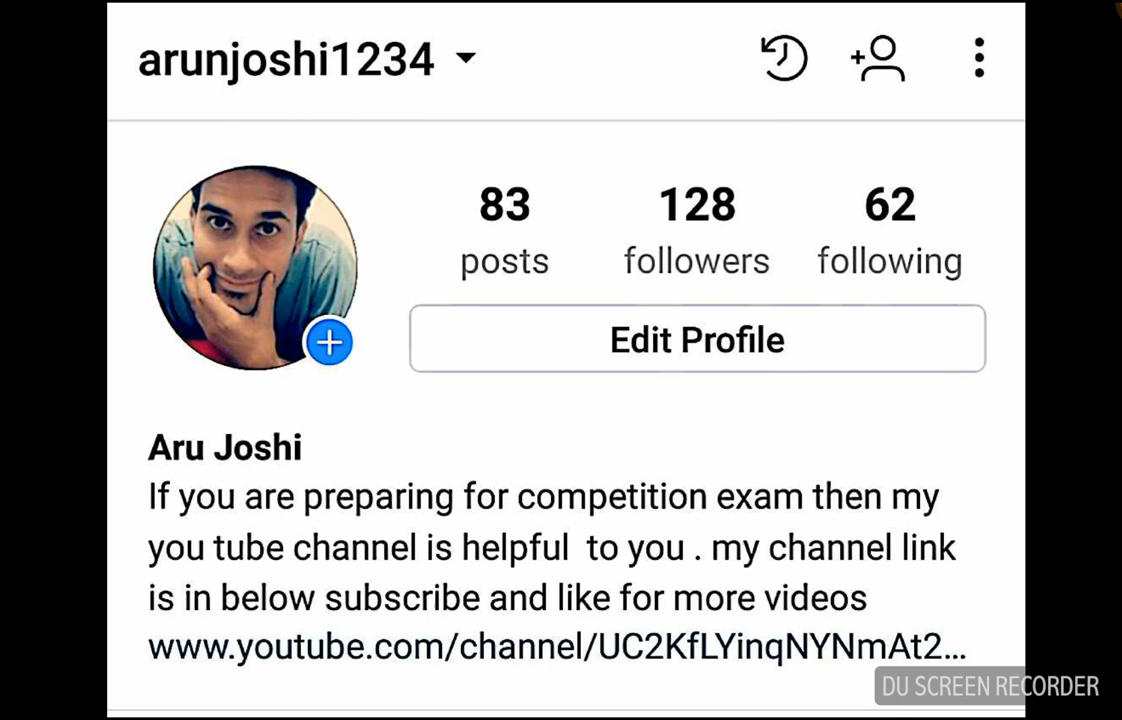 arunjoshi1234
83 128 62
posts followers following
Edit Profile
Aru Joshi
If you are preparing for competition exam then my
you tube channel is helpful to you . my channel link
is in below subscribe and like for more videos
www.youtube.com/channel/UC2KfLYinqNYNmAt2...
DU SCREEN RECORDER